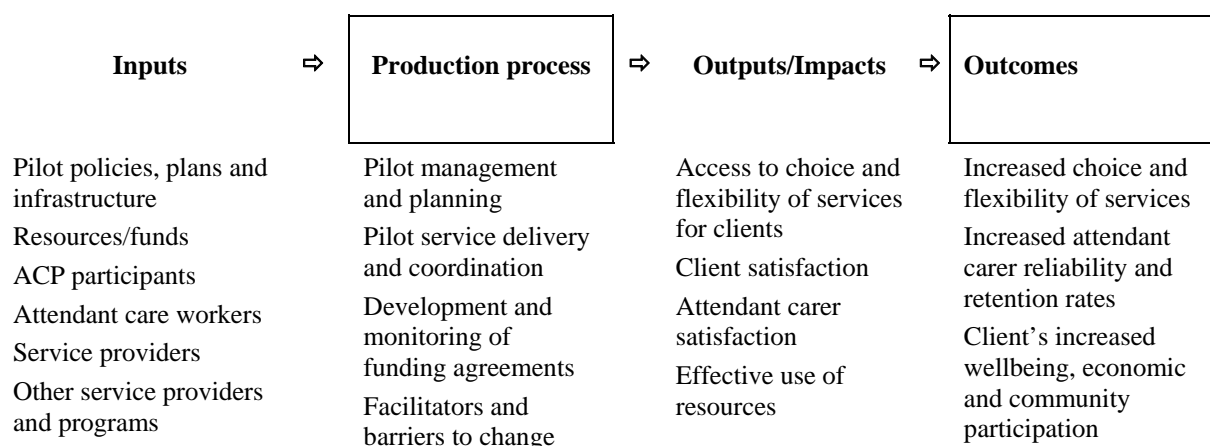 Inputs ⇨ Production process ⇨ Outputs/Impacts ⇨ Outcomes
Pilot policies, plans and
infrastructure
Resources/funds
ACP participants
Attendant care workers
Service providers
Other service providers
and programs
Pilot management
and planning
Pilot service delivery
and coordination
Development and
monitoring of
funding agreements
Facilitators and
barriers to change
Access to choice and
flexibility of services
for clients
Client satisfaction
Attendant carer
satisfaction
Effective use of
resources
Increased choice and
flexibility of services
Increased attendant
carer reliability and
retention rates
Client's increased
wellbeing, economic
and community
participation